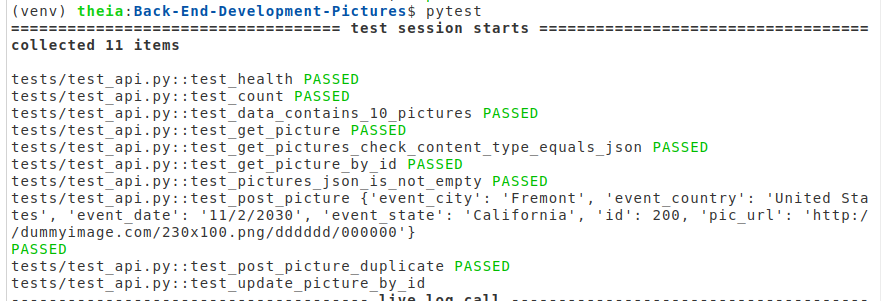 (venv) theia:Back-End-Development-Pictures$ pytest
=================================== test session starts ===================================
collected 11 items
tests/test_api.py::test_health PASSED
tests/test_api.py::test_count PASSED
tests/test_api.py::test_data_contains_10_pictures PASSED
tests/test_api.py::test_get_picture PASSED
tests/test_api.py::test_get_pictures_check_content_type_equals_json PASSED
tests/test_api.py::test_get_picture_by_id PASSED
tests/test_api.py::test_pictures_json_is_not_empty PASSED
tests/test_api.py::test_post_picture {'event_city': 'Fremont', 'event_country': 'United Sta
tes', 'event_date': '11/2/2030', 'event_state': 'California', 'id': 200, 'pic_url': 'http:/
/dummyimage.com/230x100.png/dddddd/000000'}
PASSED
tests/test_api.py::test_post_picture_duplicate PASSED
tests/test_api.py::test_update_picture_by_id
-------------------------------------- live log call --------------------------------------